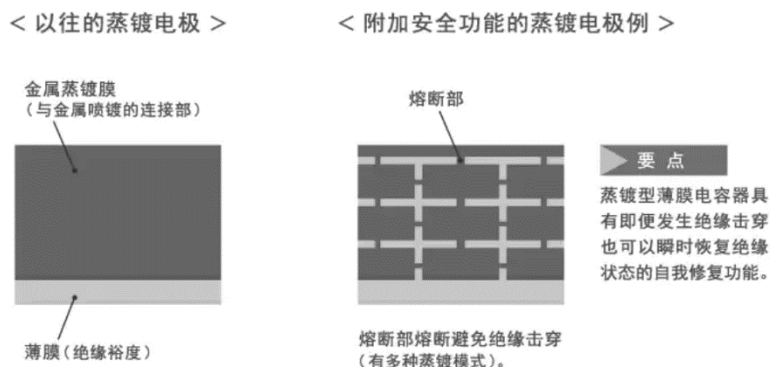 < 以往的蒸镀电极 >
< 附加安全功能的蒸镀电极例 >
金属蒸镀膜
（与金属喷镀的连接部）
熔断部
要点
蒸镀型薄膜电容器具
有即便发生绝缘击穿
也可以瞬时恢复绝缘
状态的自我修复功能。
薄膜（绝缘裕度）
熔断部熔断避免绝缘击穿
（有多种蒸镀模式）。